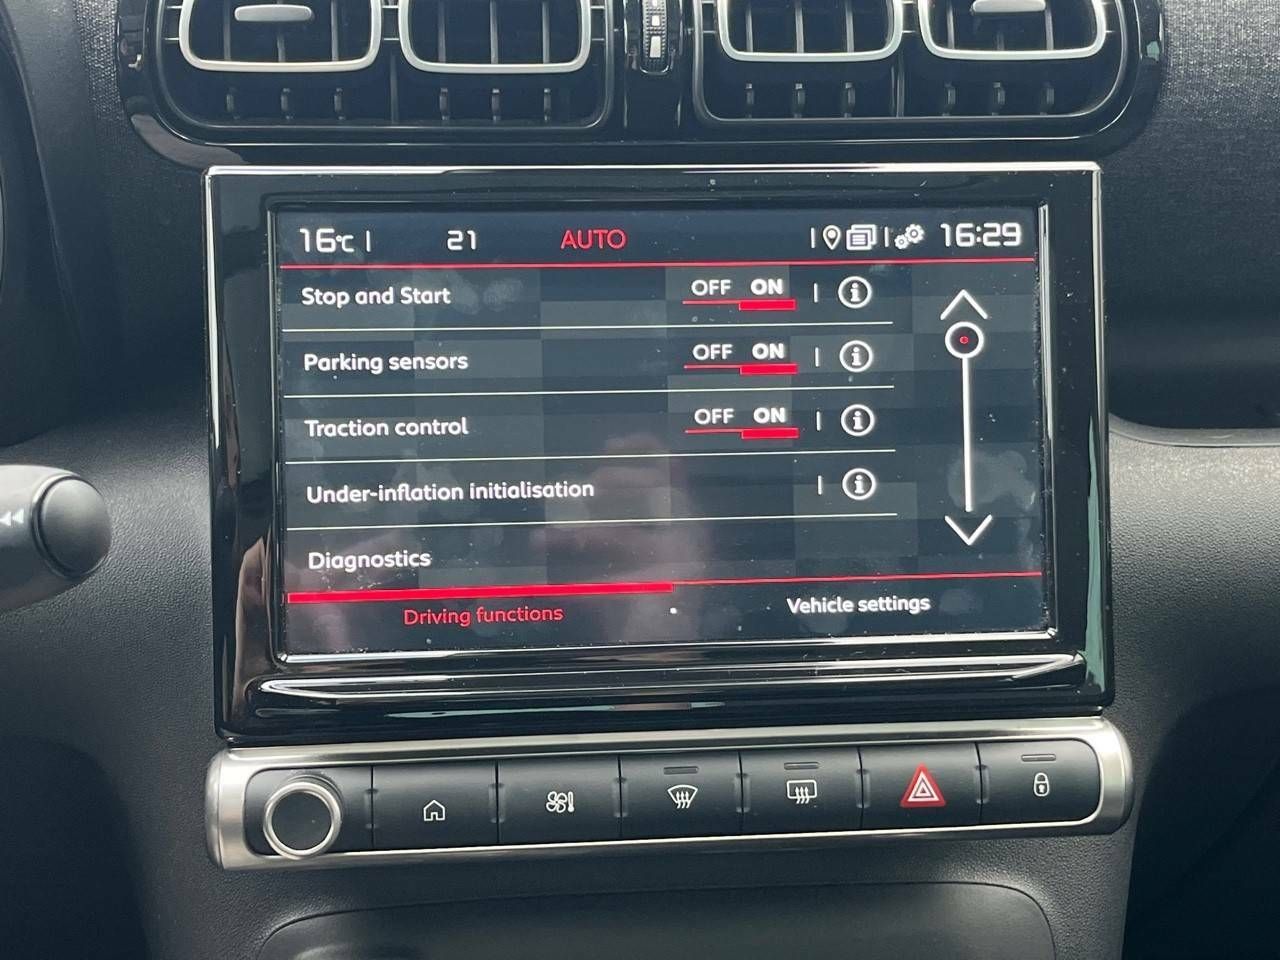 16°C 21 AUTO 16:29
Stop and Start OFF ON
Parking sensors OFF ON
Traction control OFF ON
Under-inflation initialisation
Diagnostics
Driving functions Vehicle settings